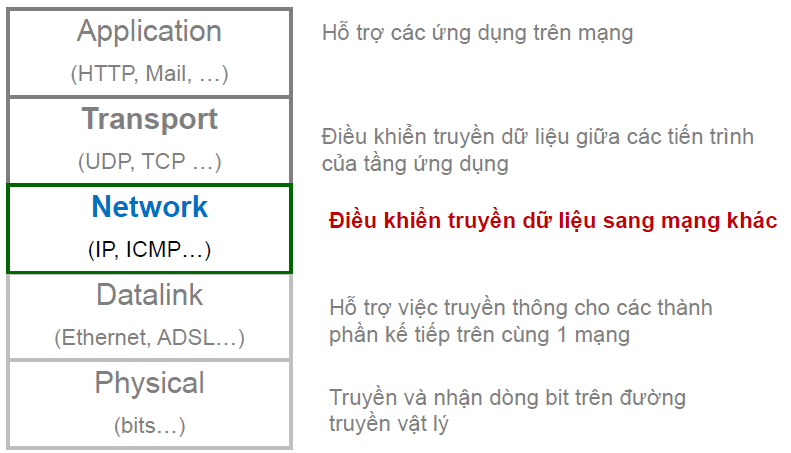 Application
(HTTP, Mail, …)
Hỗ trợ các ứng dụng trên mạng
Transport
(UDP, TCP …)
Điều khiển truyền dữ liệu giữa các tiến trình
của tầng ứng dụng
Network
(IP, ICMP…)
Điều khiển truyền dữ liệu sang mạng khác
Datalink
(Ethernet, ADSL…)
Hỗ trợ việc truyền thông cho các thành
phần kế tiếp trên cùng 1 mạng
Physical
(bits…)
Truyền và nhận dòng bit trên đường
truyền vật lý